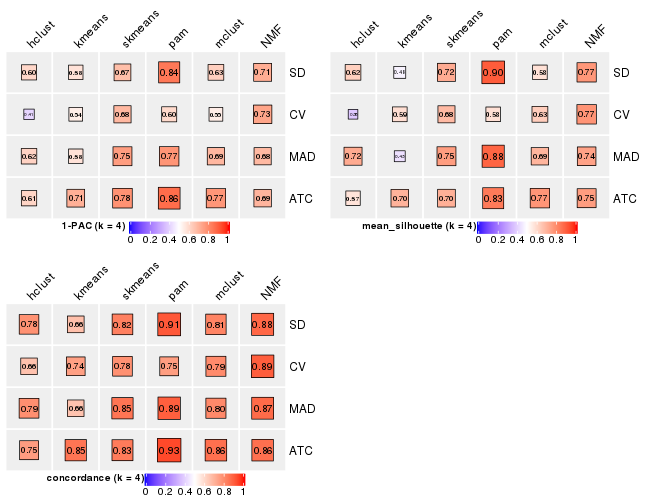 hclust kmeans skmeans pam mclust NMF
0.60 0.58 0.67 0.84 0.63 0.71 SD
0.54 0.68 0.60 0.55 0.73 CV
0.62 0.58 0.75 0.77 0.69 0.68 MAD
0.61 0.71 0.78 0.86 0.77 0.69 ATC
1-PAC (k = 4)
0 0.2 0.4 0.6 0.8 1
hclust kmeans skmeans pam mclust NMF
0.62 0.72 0.90 0.58 0.77 SD
0.59 0.68 0.58 0.63 0.77 CV
0.72 0.75 0.88 0.69 0.74 MAD
0.57 0.70 0.70 0.83 0.77 0.75 ATC
mean_silhouette (k = 4)
0 0.2 0.4 0.6 0.8 1
hclust kmeans skmeans pam mclust NMF
0.78 0.66 0.82 0.91 0.81 0.88 SD
0.66 0.74 0.78 0.75 0.79 0.89 CV
0.79 0.66 0.85 0.89 0.80 0.87 MAD
0.75 0.85 0.83 0.93 0.86 0.86 ATC
concordance (k = 4)
0 0.2 0.4 0.6 0.8 1